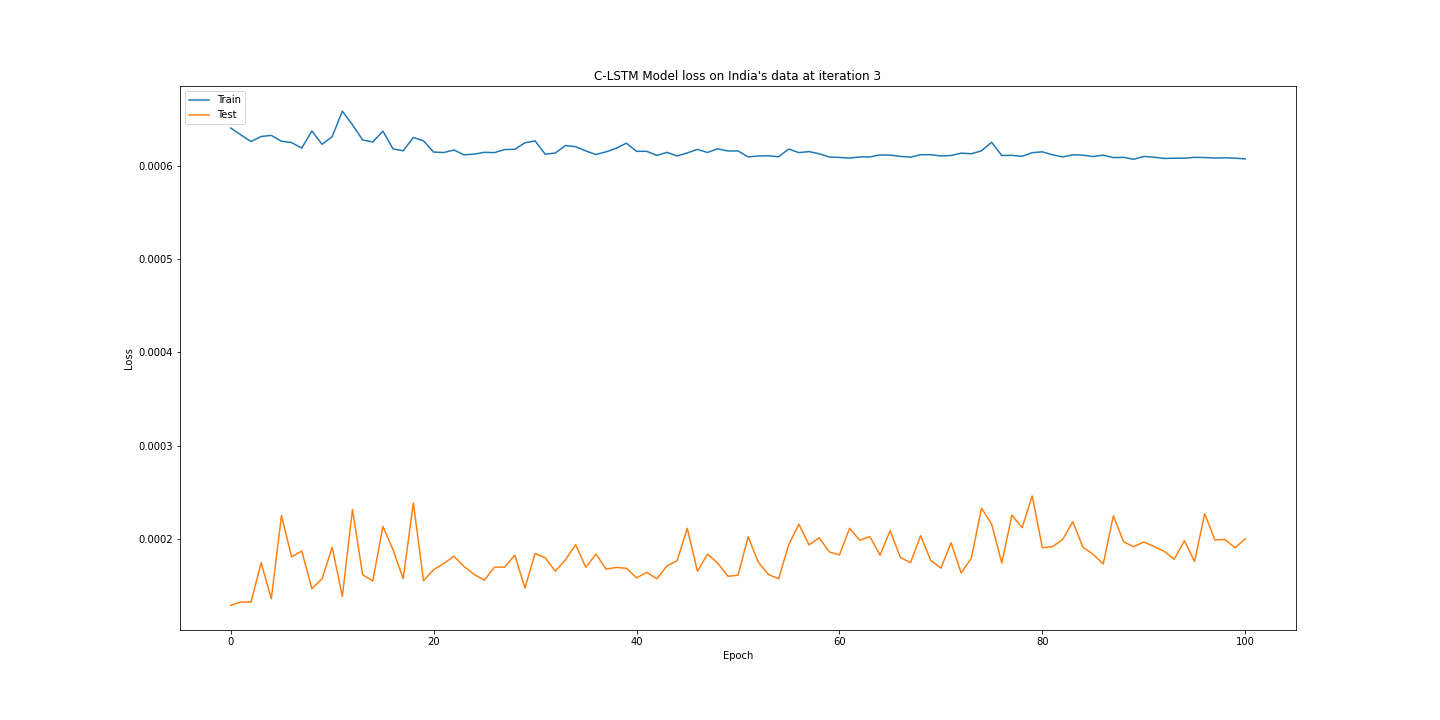 C-LSTM Model loss on India's data at iteration 3
Train
Test
0.0006
0.0005
0.0004
0.0003
0.0002
Loss
0 20 40 60 80 100
Epoch